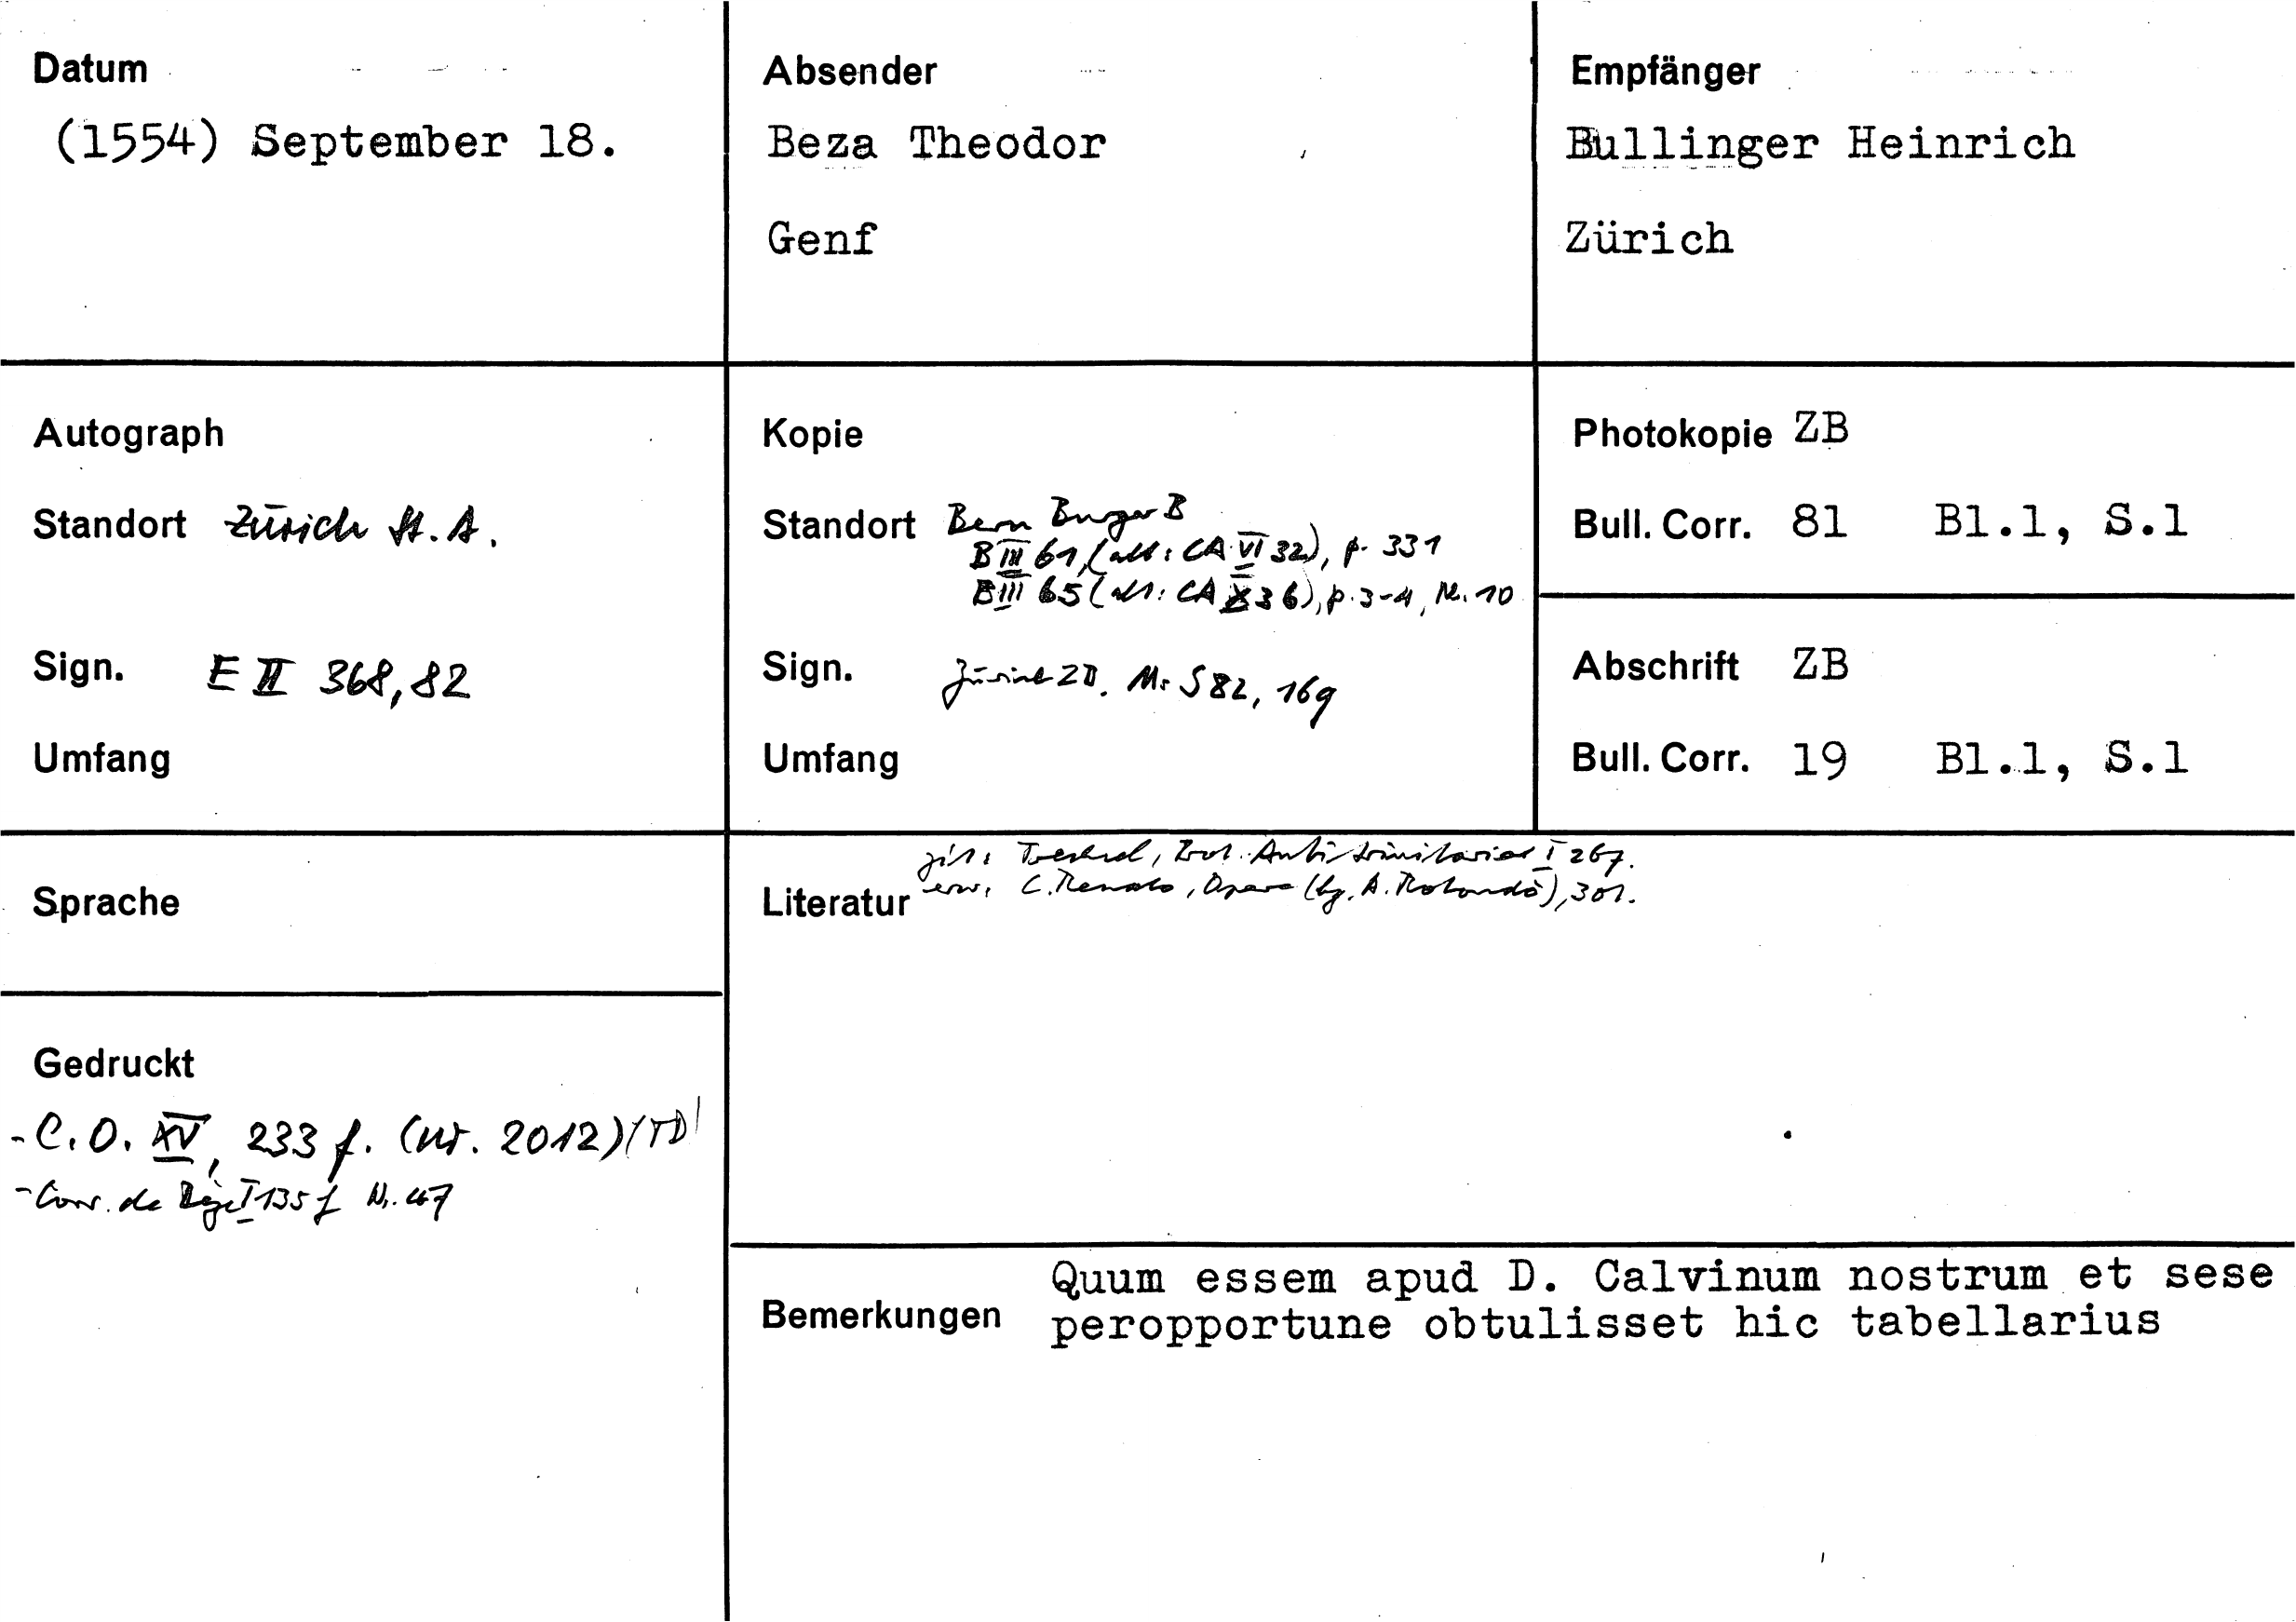 Datum
(1554) September 18.
Absender
Beza Theodor
Genf
Empfänger
Bullinger Heinrich
Zürich
Autograph
Standort Zürich St. A.
Sign. E II 368, 82
Umfang
Kopie
Standort Bern Burger B
B III 61, (alt: CA VI 32), p. 331
B III 65 (alt: CA X 36), p. 3-4, Nr. 10
Sign. Zürich ZB. Ms S 82, 169
Umfang
Photokopie ZB
Bull. Corr. 81 Bl.1, S.1
Abschrift ZB
Bull. Corr. 19 Bl.1, S.1
Sprache
Gedruckt
- C.O. XV, 233 f. (Nr. 2012) (TD)
- Corr. de Bèze I 135 f Nr. 47
zit: Trechsel, Prot. Antitrinitarier I 267.
Literatur erw: C. Renato, Opere (hg. A. Rotondò), 301.
Bemerkungen
Quum essem apud D. Calvinum nostrum et sese
peropportune obtulisset hic tabellarius